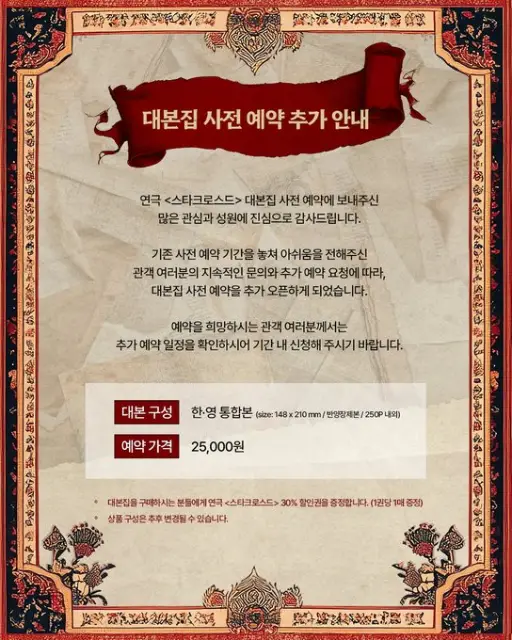 대본집 사전 예약 추가 안내
연극 <스타크로스드> 대본집 사전 예약에 보내주신
많은 관심과 성원에 진심으로 감사드립니다.
기존 사전 예약 기간을 놓쳐 아쉬움을 전해주신
관객 여러분의 지속적인 문의와 추가 예약 요청에 따라,
대본집 사전 예약을 추가 오픈하게 되었습니다.
예약을 희망하시는 관객 여러분께서는
추가 예약 일정을 확인하시어 기간 내 신청해 주시기 바랍니다.
대본 구성 한·영 통합본 (size: 148 x 210 mm / 반양장제본 / 250P 내외)
예약 가격 25,000원
* 대본집을 구매하시는 분들에게 연극 <스타크로스드> 30% 할인권을 증정합니다. (1권당 1매 증정)
* 상품 구성은 추후 변경될 수 있습니다.